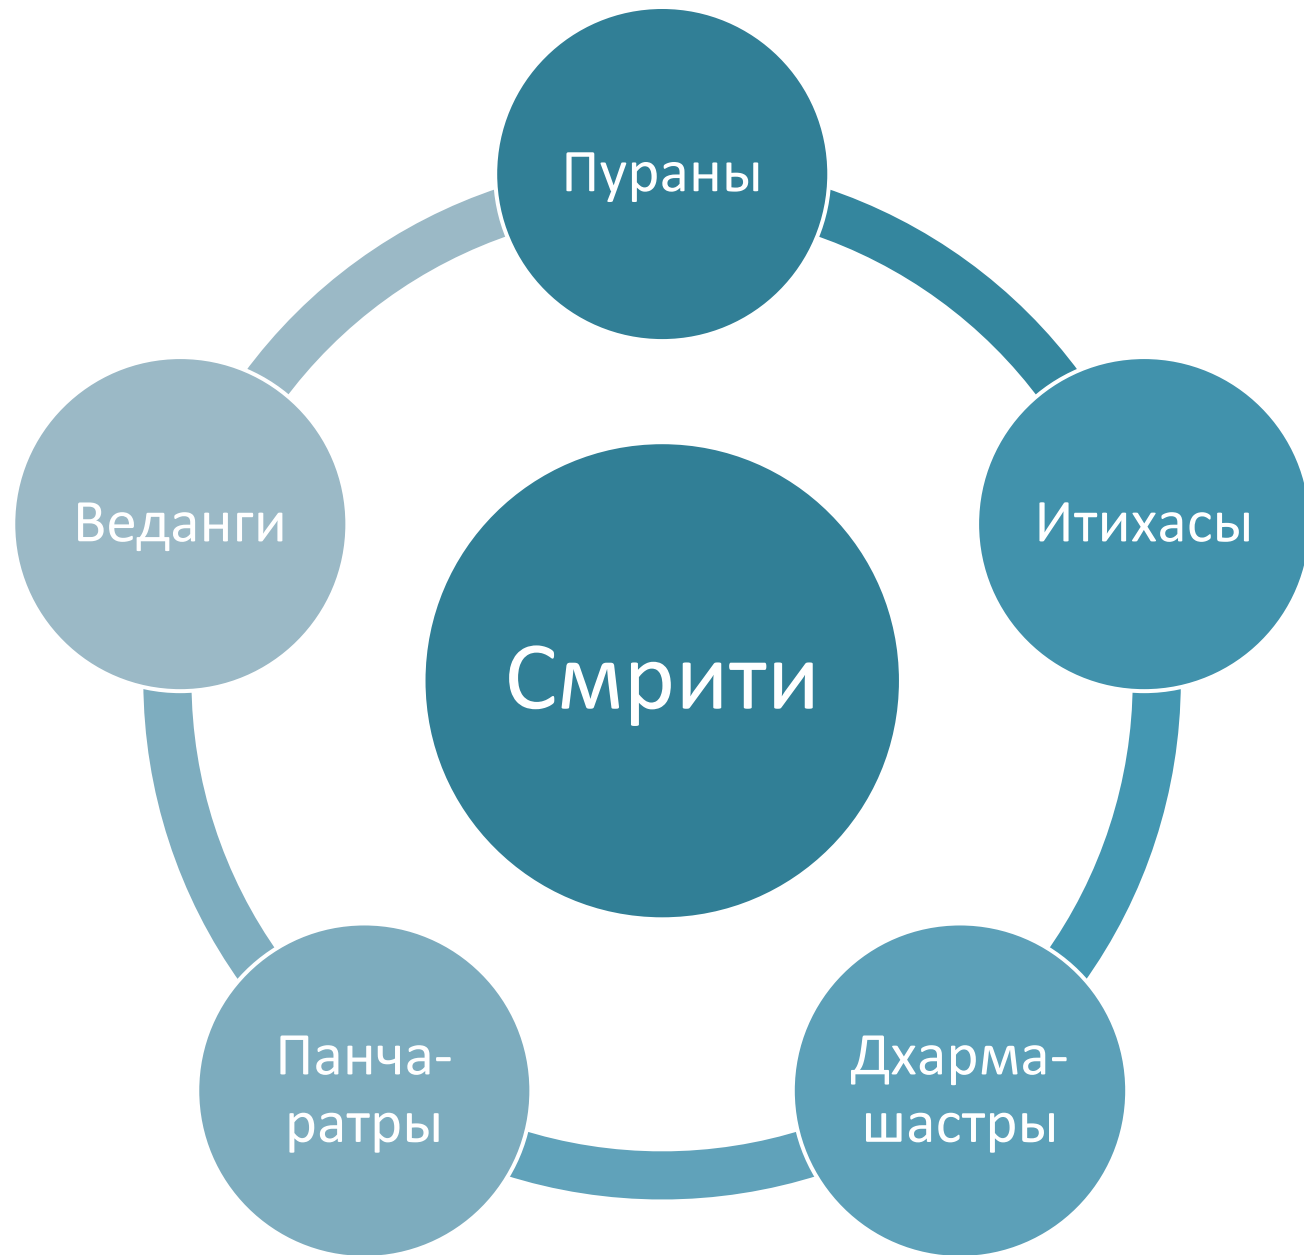 Пураны
Веданги
Итихасы
Смрити
Панча-
ратры
Дхарма-
шастры